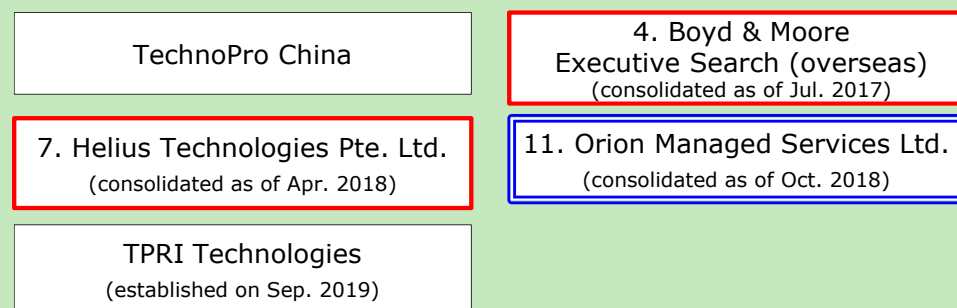 TechnoPro China
4. Boyd & Moore
Executive Search (overseas)
(consolidated as of Jul. 2017)
7. Helius Technologies Pte. Ltd.
(consolidated as of Apr. 2018)
11. Orion Managed Services Ltd.
(consolidated as of Oct. 2018)
TPRI Technologies
(established on Sep. 2019)